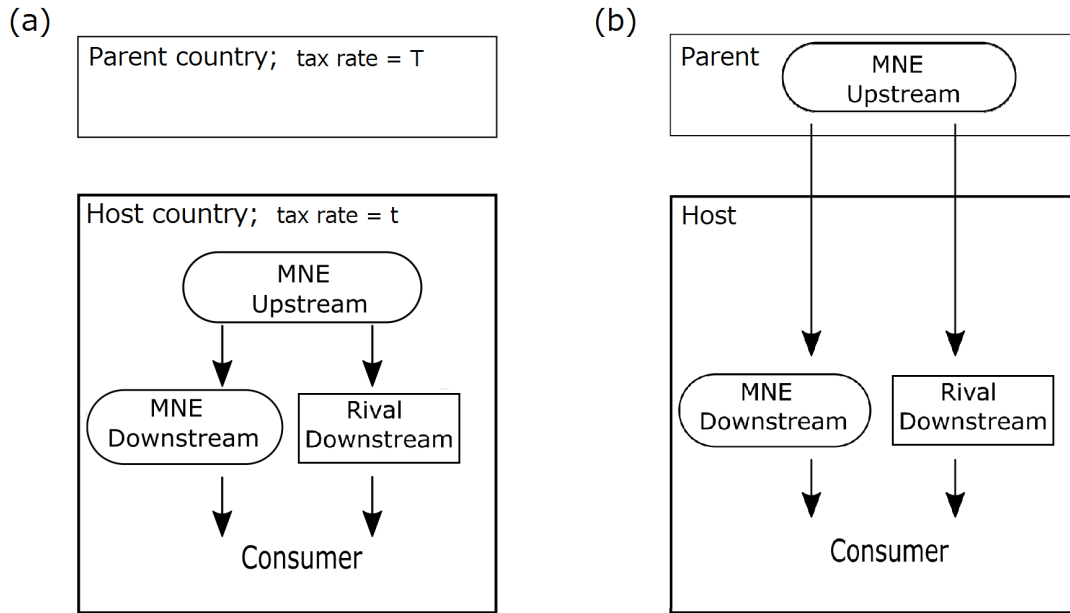 (a)
Parent country; tax rate = T
Host country; tax rate = t
MNE
Upstream
MNE
Downstream
Rival
Downstream
Consumer
(b)
Parent
MNE
Upstream
Host
MNE
Downstream
Rival
Downstream
Consumer